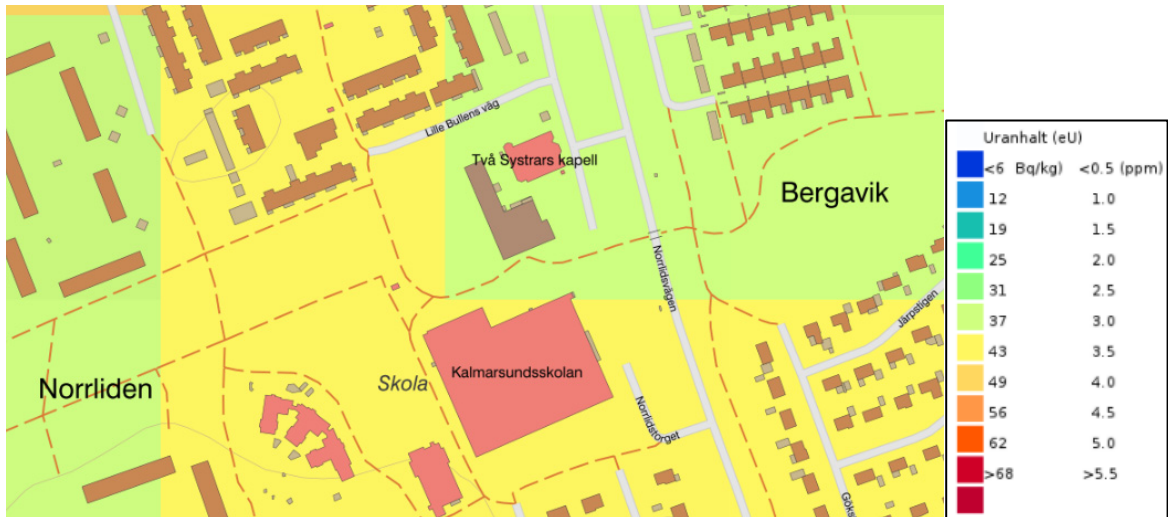 Lille Bullens väg
Två Systrars kapell
Bergavik
Norrlidsvägen
Järpstigen
Norrliden
Skola
Kalmarsundsskolan
Norrlidstorget
Göks
Uranhalt (eU)
<6 Bq/kg) <0.5 (ppm)
12 1.0
19 1.5
25 2.0
31 2.5
37 3.0
43 3.5
49 4.0
56 4.5
62 5.0
>68 >5.5